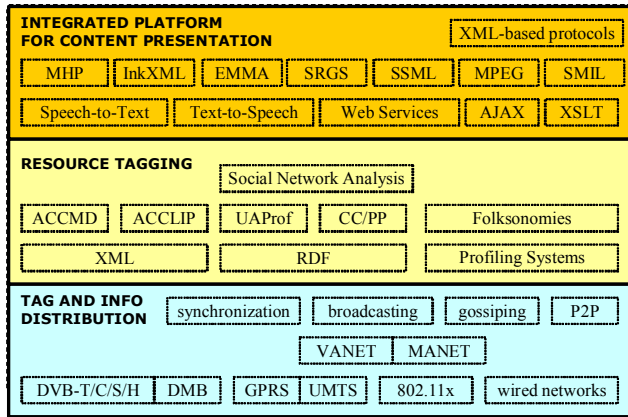 INTEGRATED PLATFORM
FOR CONTENT PRESENTATION
XML-based protocols
MHP InkXML EMMA SRGS SSML MPEG SMIL
Speech-to-Text Text-to-Speech Web Services AJAX XSLT
RESOURCE TAGGING
Social Network Analysis
ACCMD ACCLIP UAProf CC/PP Folksonomies
XML RDF Profiling Systems
TAG AND INFO
DISTRIBUTION
synchronization broadcasting gossiping P2P
VANET MANET
DVB-T/C/S/H DMB GPRS UMTS 802.11x wired networks